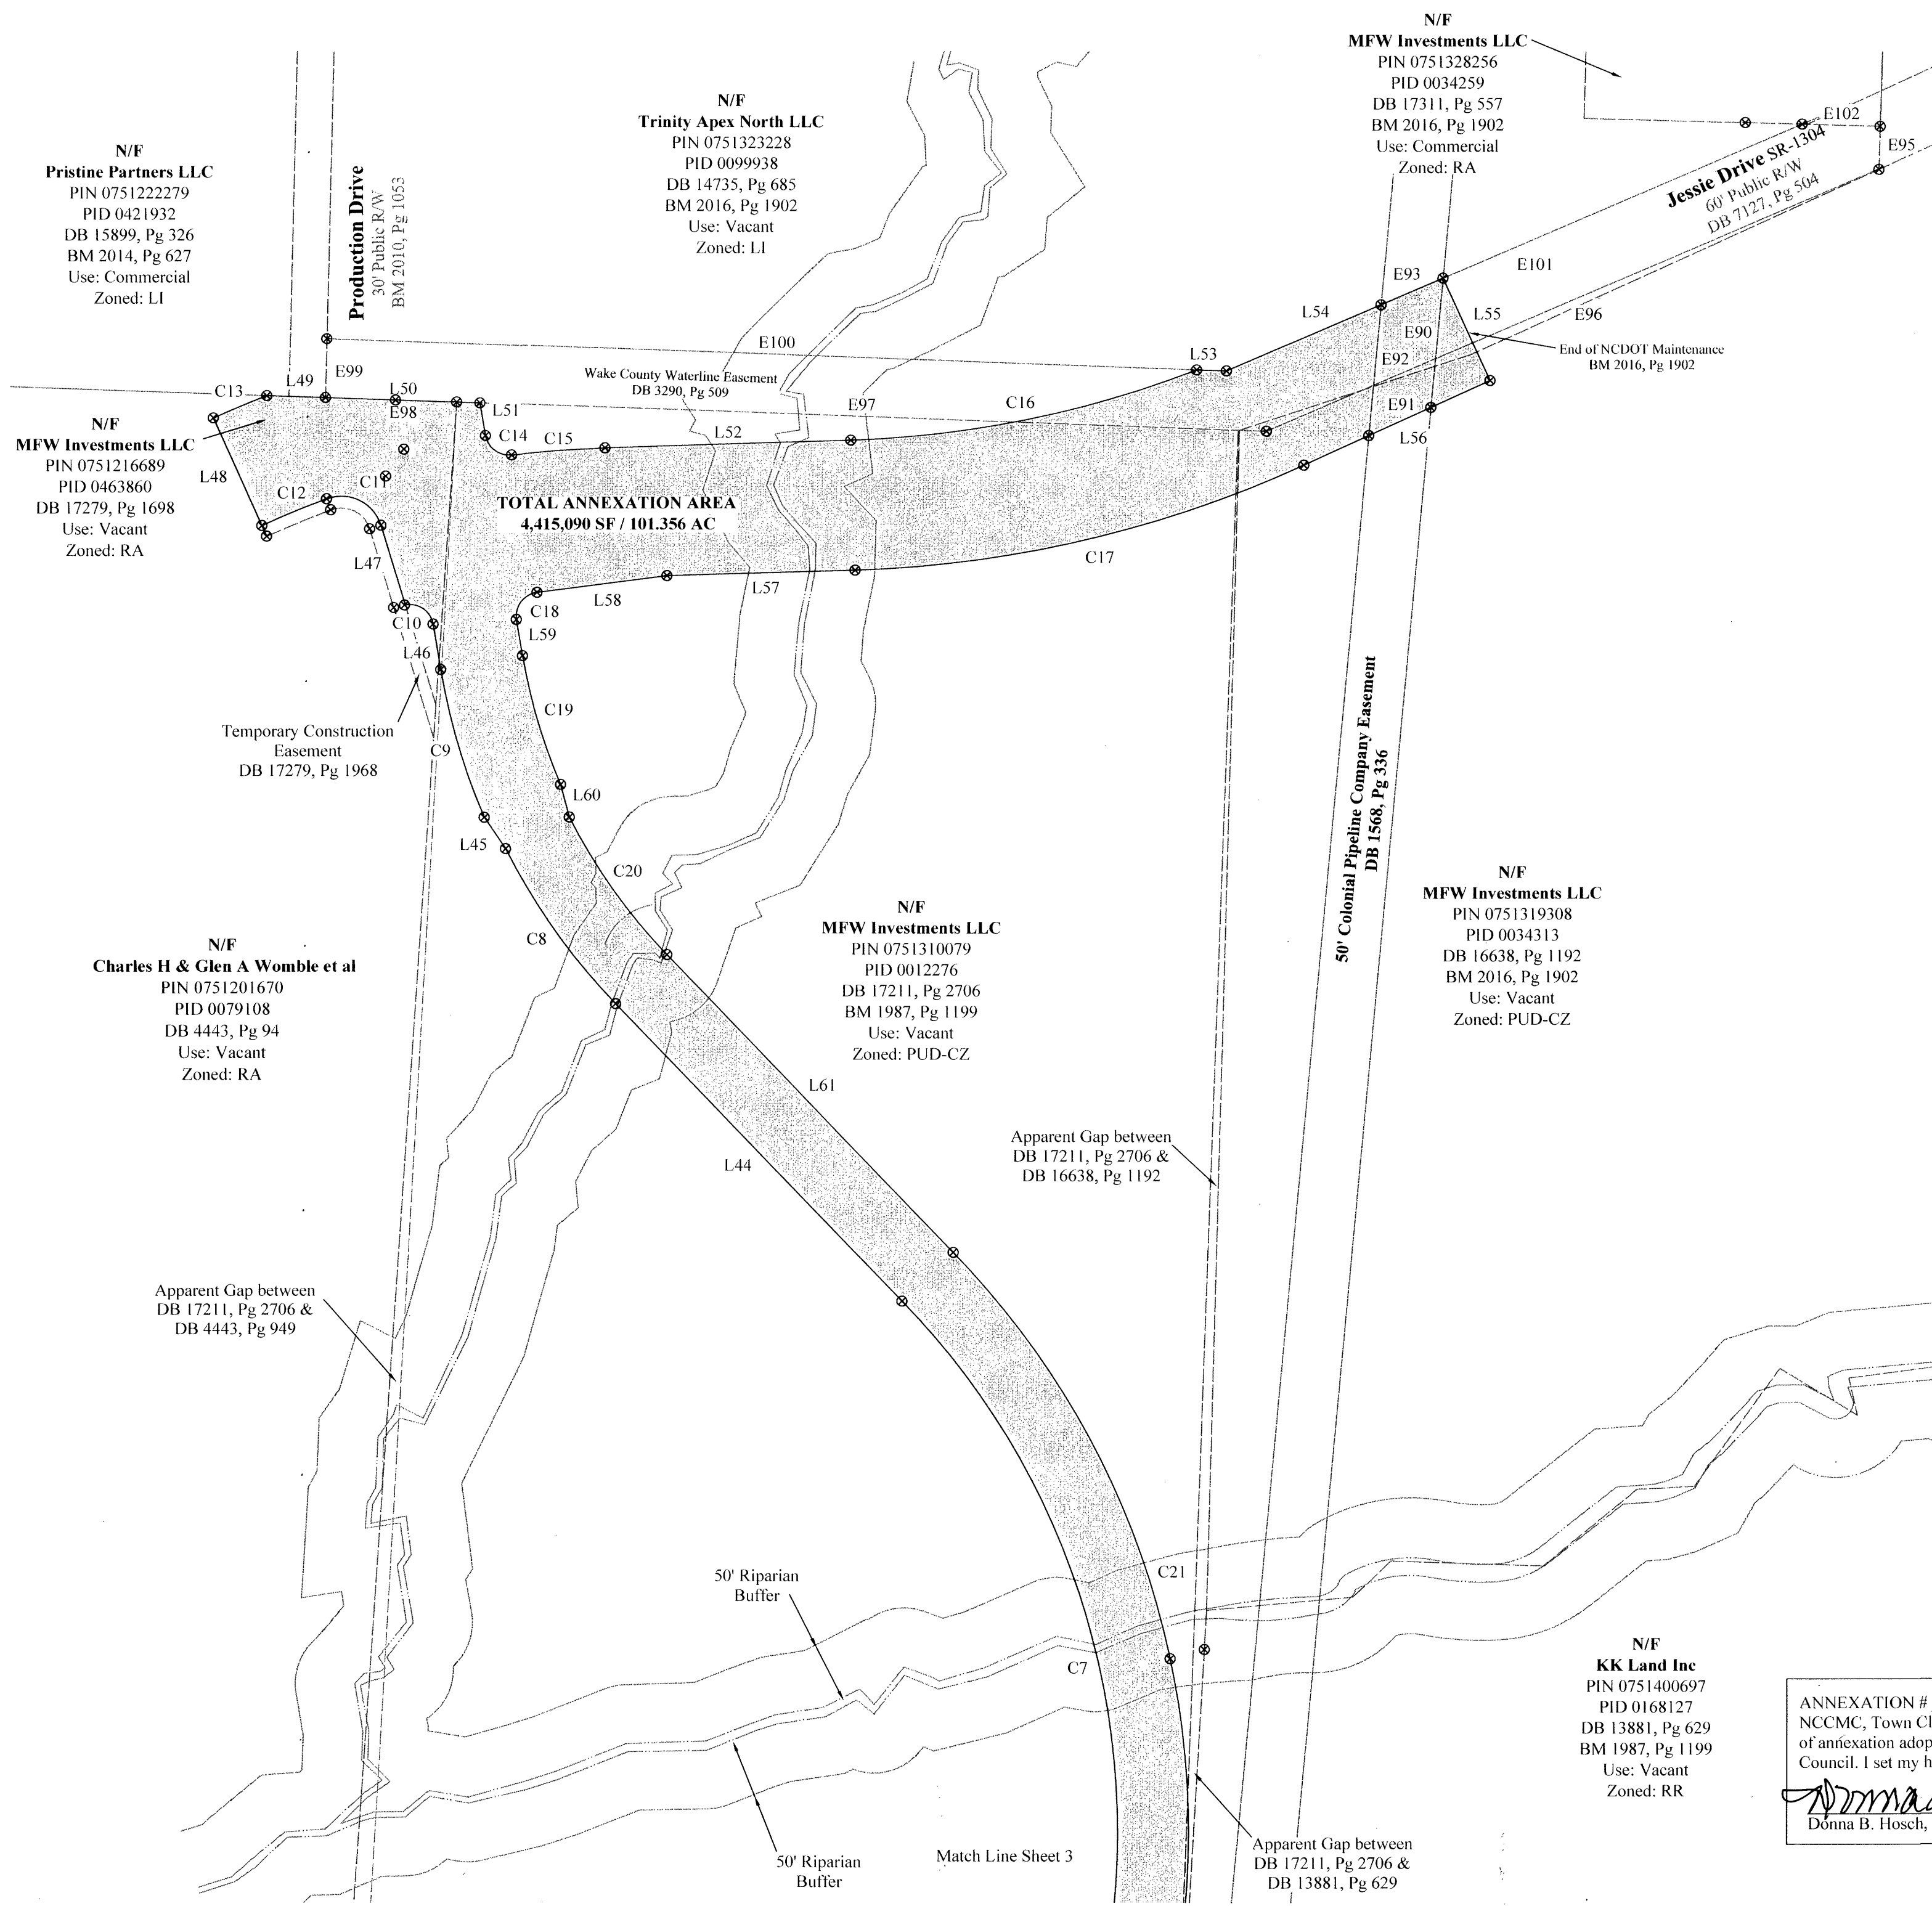 N/F
MFW Investments LLC
PIN 0751328256
PID 0034259
DB 17311, Pg 557
BM 2016, Pg 1902
Use: Commercial
Zoned: RA
N/F
Trinity Apex North LLC
PIN 0751323228
PID 0099938
DB 14735, Pg 685
BM 2016, Pg 1902
Use: Vacant
Zoned: LI
N/F
Pristine Partners LLC
PIN 0751222279
PID 0421932
DB 15899, Pg 326
BM 2014, Pg 627
Use: Commercial
Zoned: LI
Production Drive
30' Public R/W
BM 2010, Pg 1053
E102
E95
Jessie Drive SR-1304
60' Public R/W
DB 7127, Pg 504
E93
E101
L54
L55
E90
E96
E100
E92
End of NCDOT Maintenance
BM 2016, Pg 1902
L53
E99
L49
C13
L50
E98
Wake County Waterline Easement
DB 3290, Pg 509
E97
C16
E91
L51
C14
C15
L52
L56
N/F
MFW Investments LLC
PIN 0751216689
PID 0463860
DB 17279, Pg 1698
Use: Vacant
Zoned: RA
L48
C12
C11
TOTAL ANNEXATION AREA
4,415,090 SF / 101.356 AC
L47
C17
L57
L58
C18
C10
L59
L46
C19
Temporary Construction
Easement
DB 17279, Pg 1968
C9
L60
L45
C20
C8
50' Colonial Pipeline Company Easement
DB 1568, Pg 336
N/F
MFW Investments LLC
PIN 0751319308
PID 0034313
DB 16638, Pg 1192
BM 2016, Pg 1902
Use: Vacant
Zoned: PUD-CZ
N/F
MFW Investments LLC
PIN 0751310079
PID 0012276
DB 17211, Pg 2706
BM 1987, Pg 1199
Use: Vacant
Zoned: PUD-CZ
N/F
Charles H & Glen A Womble et al
PIN 0751201670
PID 0079108
DB 4443, Pg 94
Use: Vacant
Zoned: RA
L61
L44
Apparent Gap between
DB 17211, Pg 2706 &
DB 16638, Pg 1192
Apparent Gap between
DB 17211, Pg 2706 &
DB 4443, Pg 949
50' Riparian
Buffer
C21
C7
N/F
KK Land Inc
PIN 0751400697
PID 0168127
DB 13881, Pg 629
BM 1987, Pg 1199
Use: Vacant
Zoned: RR
ANNEXATION #
NCCMC, Town Cl
of annexation adop
Council. I set my h
Donna B. Hosch,
Match Line Sheet 3
50' Riparian
Buffer
Apparent Gap between
DB 17211, Pg 2706 &
DB 13881, Pg 629